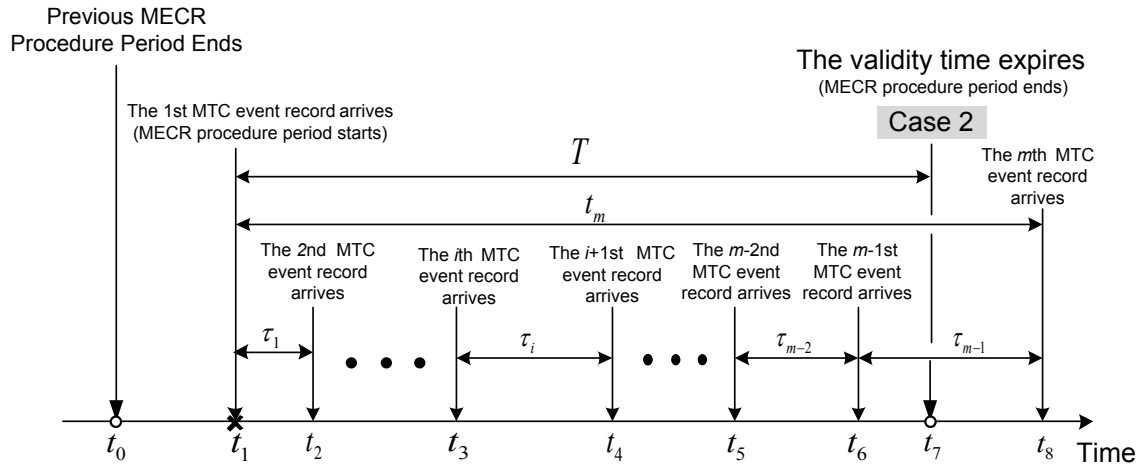 Previous MECR
Procedure Period Ends
The validity time expires
(MECR procedure period ends)
Case 2
The 1st MTC event record arrives
(MECR procedure period starts)
T
The mth MTC
event record
arrives
t_m
The 2nd MTC
event record
arrives
The ith MTC
event record
arrives
The i+1st MTC
event record
arrives
The m-2nd
MTC event
record arrives
The m-1st
MTC event
record arrives
τ_1
τ_i
τ_{m-2}
τ_{m-1}
t_0
t_1
t_2
t_3
t_4
t_5
t_6
t_7
t_8
Time